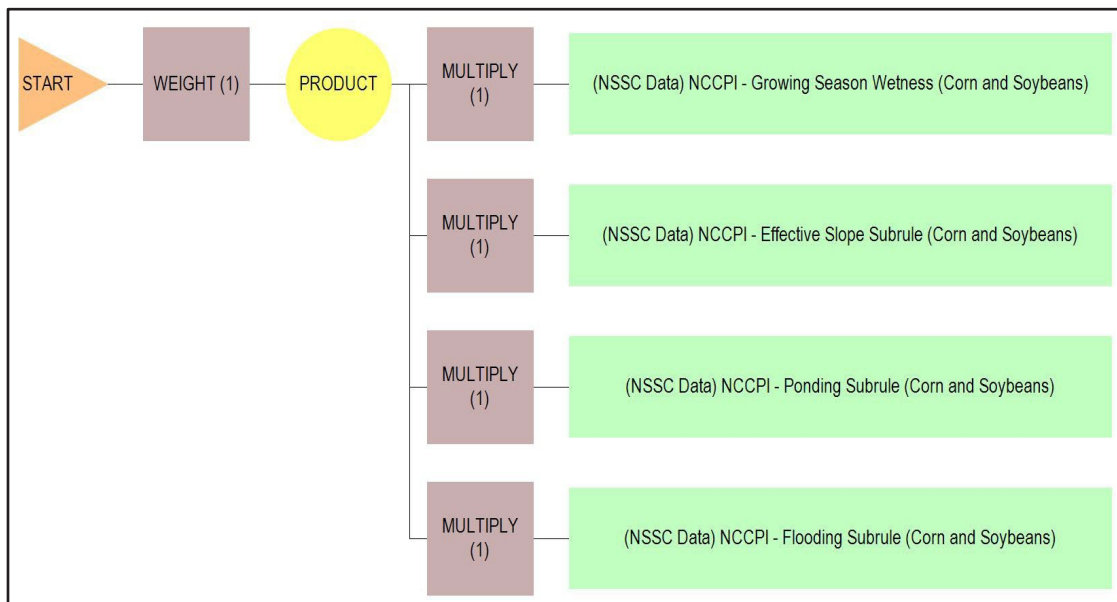 START
WEIGHT (1)
PRODUCT
MULTIPLY
(1)
(NSSC Data) NCCPI - Growing Season Wetness (Corn and Soybeans)
MULTIPLY
(1)
(NSSC Data) NCCPI - Effective Slope Subrule (Corn and Soybeans)
MULTIPLY
(1)
(NSSC Data) NCCPI - Ponding Subrule (Corn and Soybeans)
MULTIPLY
(1)
(NSSC Data) NCCPI - Flooding Subrule (Corn and Soybeans)